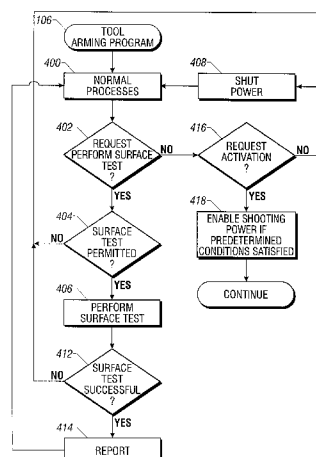 106
TOOL
ARMING PROGRAM
400
NORMAL
PROCESSES
408
SHUT
POWER
402
REQUEST
PERFORM SURFACE
TEST
?
NO
YES
416
REQUEST
ACTIVATION
?
NO
YES
404
SURFACE
TEST
PERMITTED
?
NO
YES
418
ENABLE SHOOTING
POWER IF
PREDETERMINED
CONDITIONS SATISFIED
CONTINUE
406
PERFORM
SURFACE TEST
412
SURFACE
TEST
SUCCESSFUL
?
NO
YES
414
REPORT